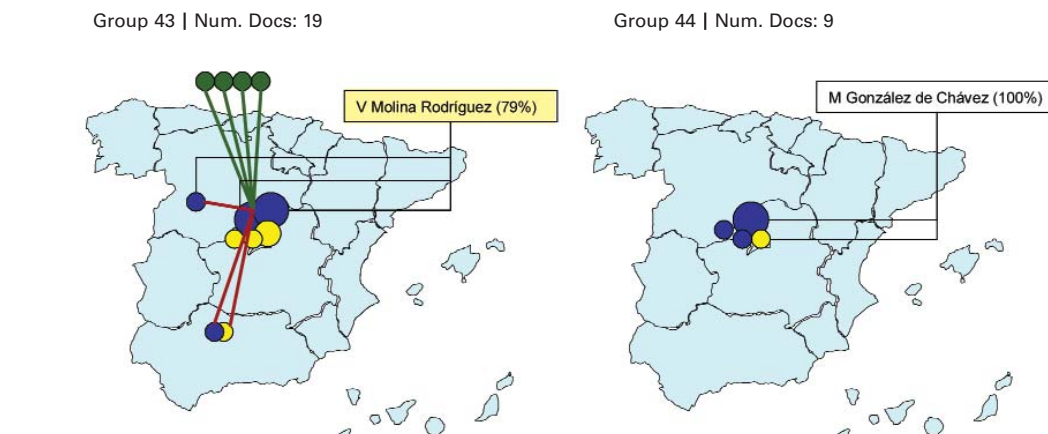 Group 43 | Num. Docs: 19
Group 44 | Num. Docs: 9
V Molina Rodríguez (79%)
M González de Chávez (100%)